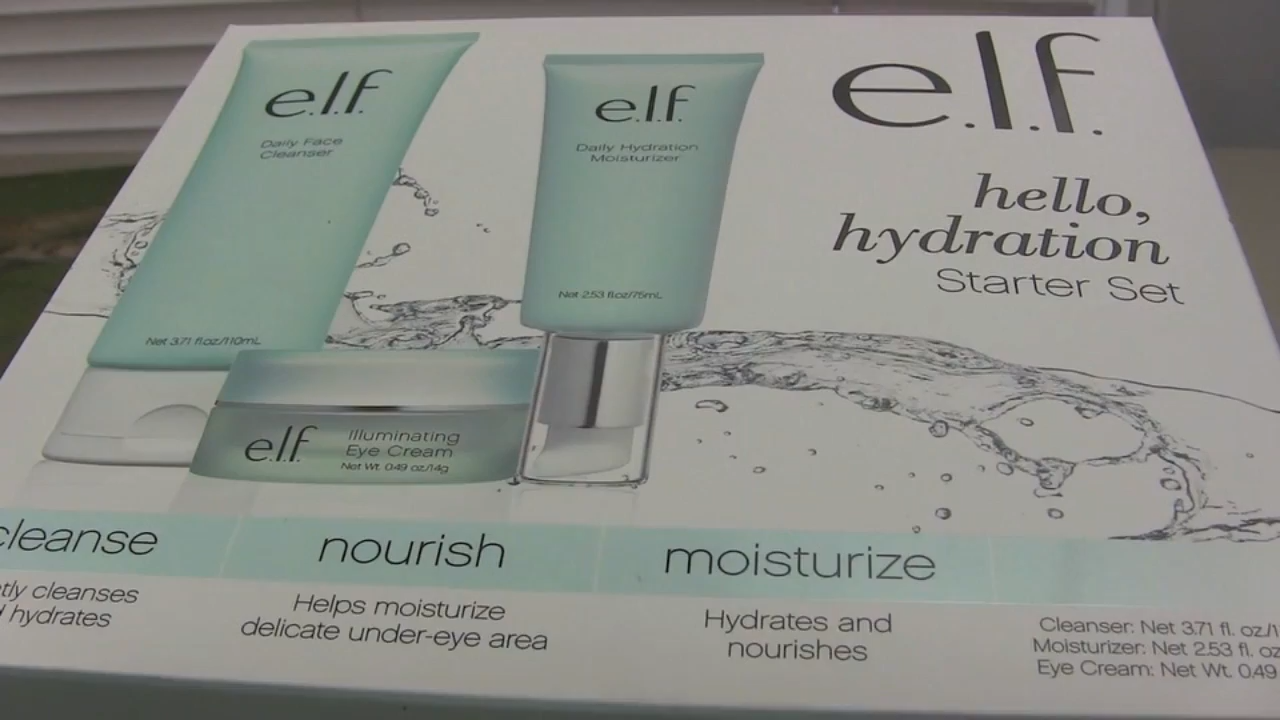 e.l.f.
Daily Face
Cleanser
Net 3.71 fl.oz/110mL
e.l.f.
Daily Hydration
Moisturizer
Net 2.53 fl.oz/75mL
e.l.f.
Illuminating
Eye Cream
Net Wt. 0.49 oz/14g
e.l.f.
hello,
hydration
Starter Set
cleanse
cleanses
hydrates
nourish
Helps moisturize
delicate under-eye area
moisturize
Hydrates and
nourishes
Cleanser: Net 3.71 fl. oz/1
Moisturizer: Net 2.53 fl. oz
Eye Cream: Net Wt. 0.49